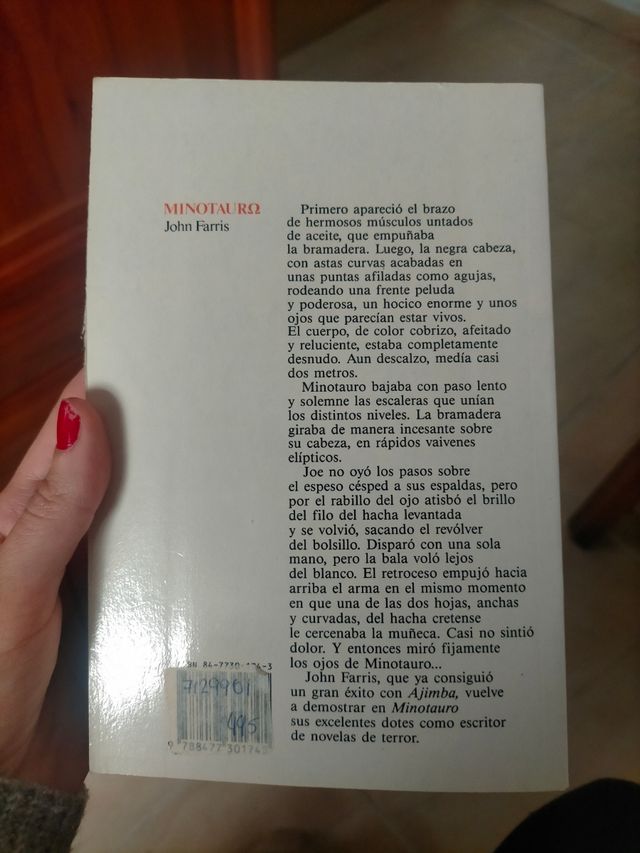 MINOTAURΩ
John Farris
Primero apareció el brazo
de hermosos músculos untados
de aceite, que empuñaba
la bramadera. Luego, la negra cabeza,
con astas curvas acabadas en
unas puntas afiladas como agujas,
rodeando una frente peluda
y poderosa, un hocico enorme y unos
ojos que parecían estar vivos.
El cuerpo, de color cobrizo, afeitado
y reluciente, estaba completamente
desnudo. Aun descalzo, medía casi
dos metros.
Minotauro bajaba con paso lento
y solemne las escaleras que unían
los distintos niveles. La bramadera
giraba de manera incesante sobre
su cabeza, en rápidos vaivenes
elípticos.
Joe no oyó los pasos sobre
el espeso césped a sus espaldas, pero
por el rabillo del ojo atisbó el brillo
del filo del hacha levantada
y se volvió, sacando el revólver
del bolsillo. Disparó con una sola
mano, pero la bala voló lejos
del blanco. El retroceso empujó hacia
arriba el arma en el mismo momento
en que una de las dos hojas, anchas
y curvadas, del hacha cretense
le cercenaba la muñeca. Casi no sintió
dolor. Y entonces miró fijamente
los ojos de Minotauro...
John Farris, que ya consiguió
un gran éxito con Ajimba, vuelve
a demostrar en Minotauro
sus excelentes dotes como escritor
de novelas de terror.
84-7730-174-3
495
9 788477 301745